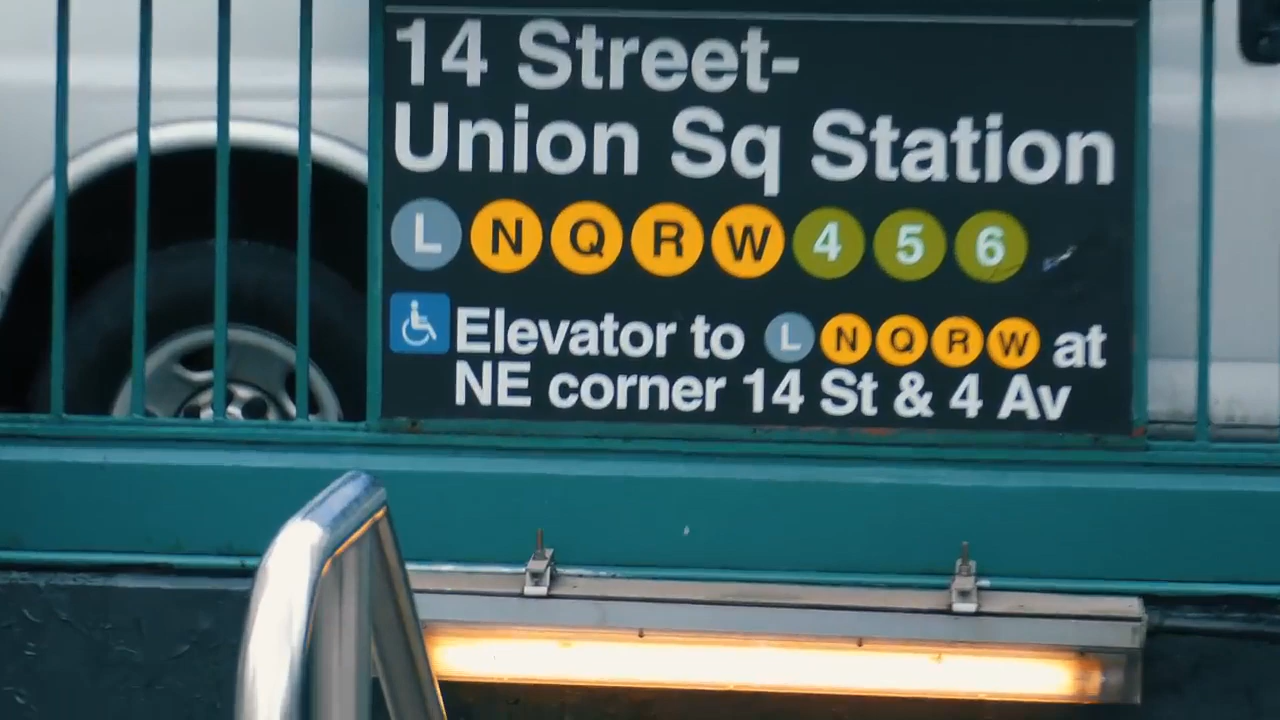 14 Street-
Union Sq Station
L N Q R W 4 5 6
Elevator to L N Q R W at
NE corner 14 St & 4 Av